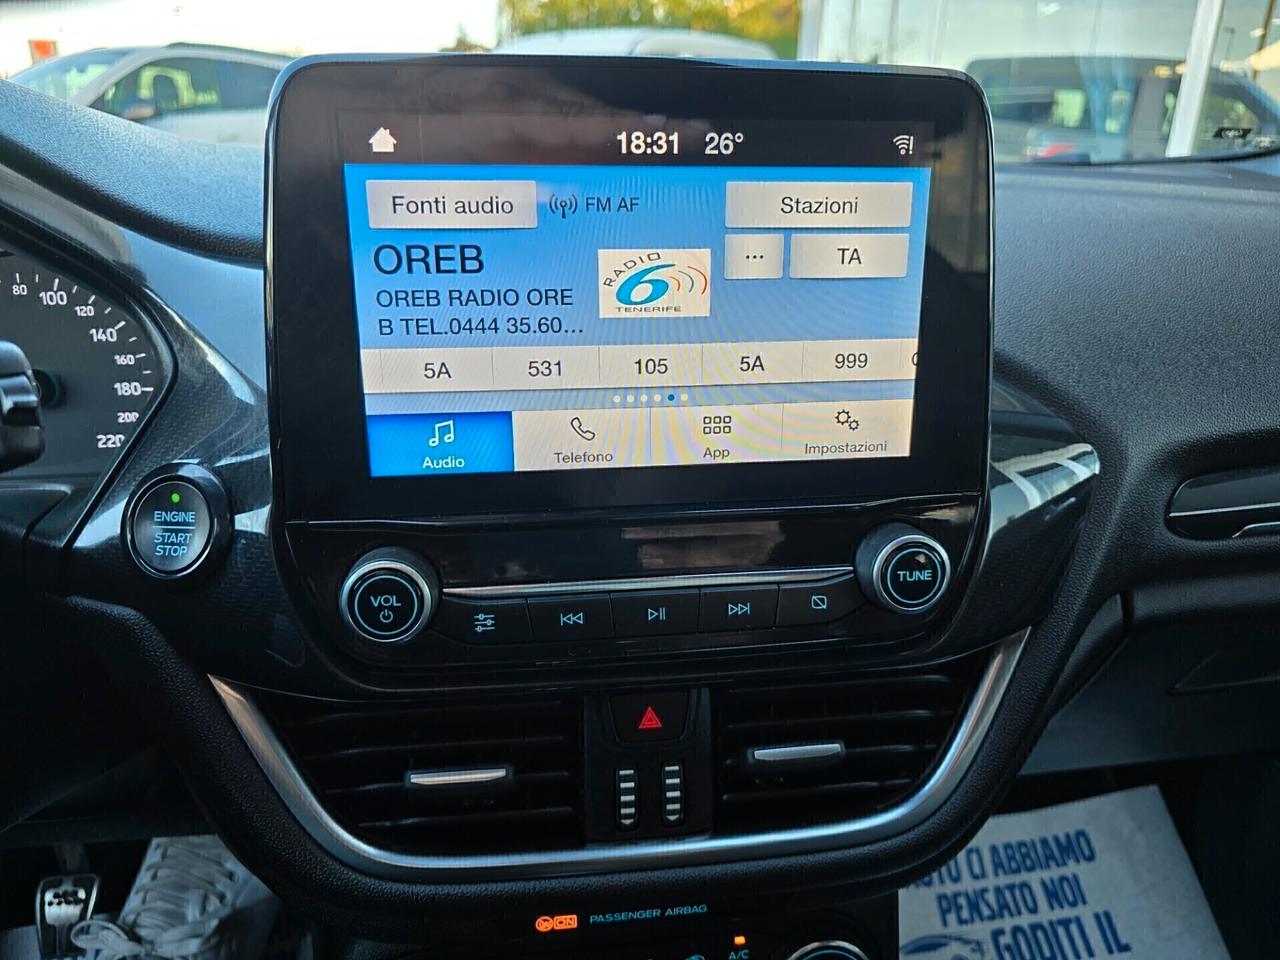 18:31 26°
Fonti audio
FM AF
Stazioni
OREB
RADIO
6
TENERIFE
...
TA
OREB RADIO ORE
B TEL.0444 35.60...
5A 531 105 5A 999
Audio
Telefono
App
Impostazioni
80
100
120
140
160
180
200
220
ENGINE
START
STOP
VOL
TUNE
ON
PASSENGER AIRBAG
A/C
CI ABBIAMO
PENSATO NOI
GODITI IL